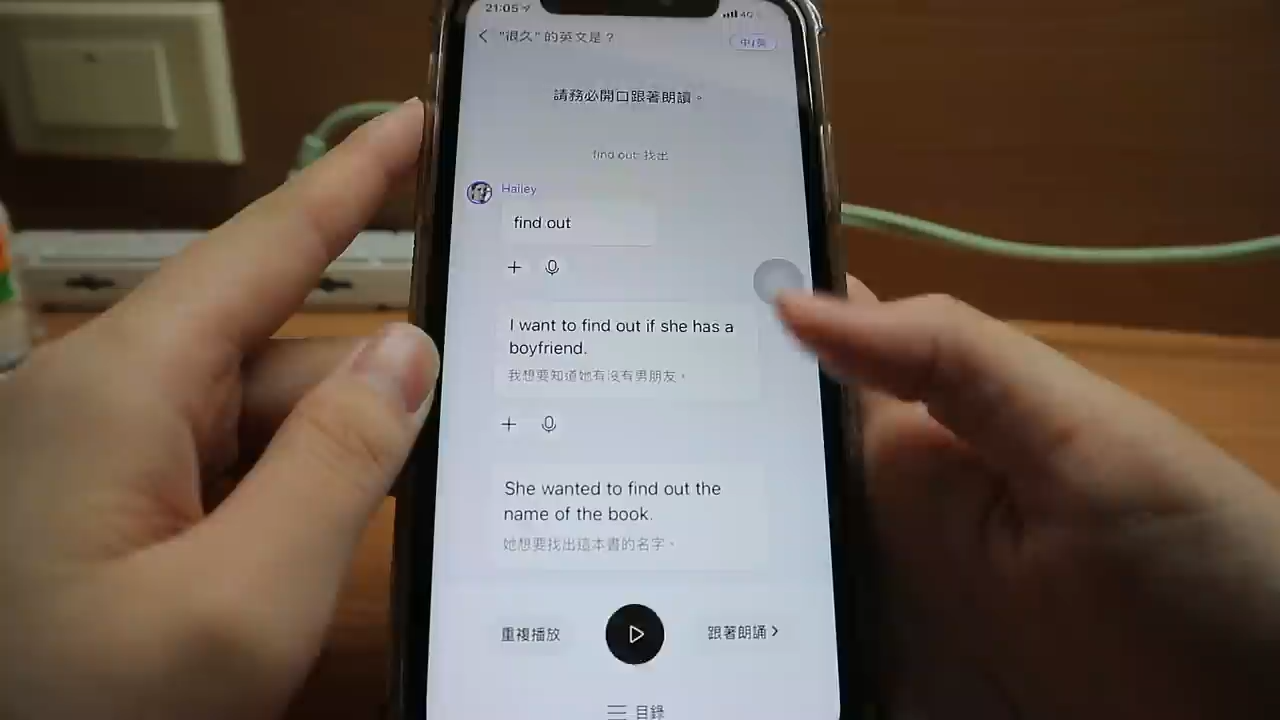 21:05
4G
"很久" 的英文是？
中/英
請務必開口跟著朗讀。
find out: 找出
Hailey
find out
I want to find out if she has a
boyfriend.
我想要知道她有沒有男朋友。
She wanted to find out the
name of the book.
她想要找出這本書的名字。
重複播放
跟著朗誦
目錄